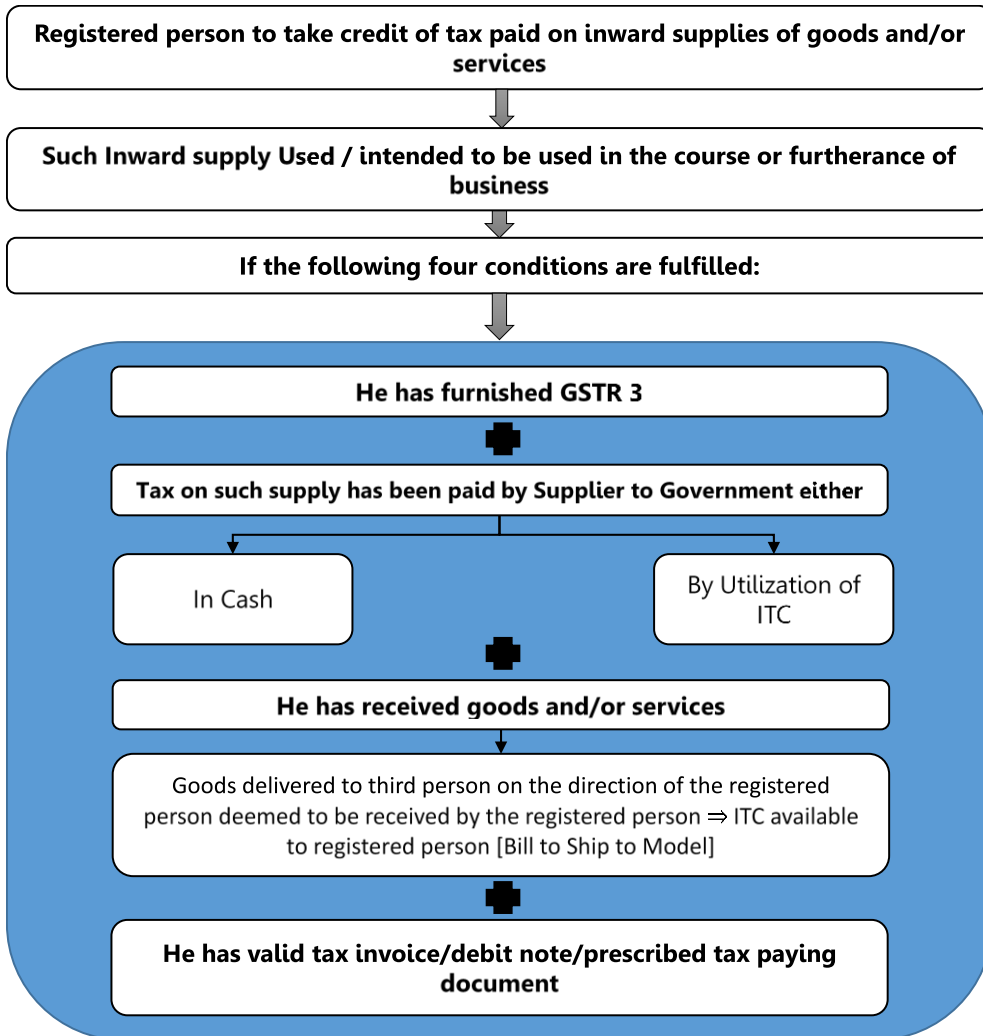 Registered person to take credit of tax paid on inward supplies of goods and/or
services
Such Inward supply Used / intended to be used in the course or furtherance of
business
If the following four conditions are fulfilled:
He has furnished GSTR 3
Tax on such supply has been paid by Supplier to Government either
In Cash
By Utilization of
ITC
He has received goods and/or services
Goods delivered to third person on the direction of the registered
person deemed to be received by the registered person ⇒ ITC available
to registered person [Bill to Ship to Model]
He has valid tax invoice/debit note/prescribed tax paying
document